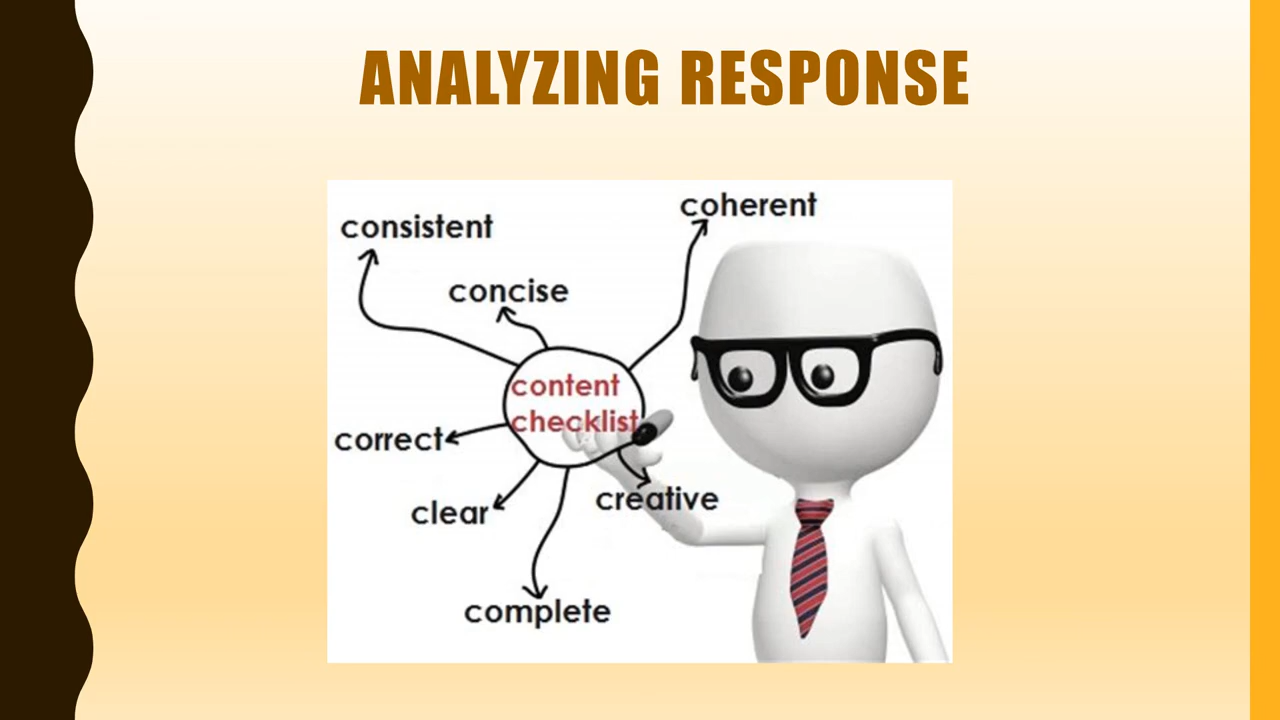 ANALYZING RESPONSE
coherent
consistent
concise
content
checklist
correct
creative
clear
complete